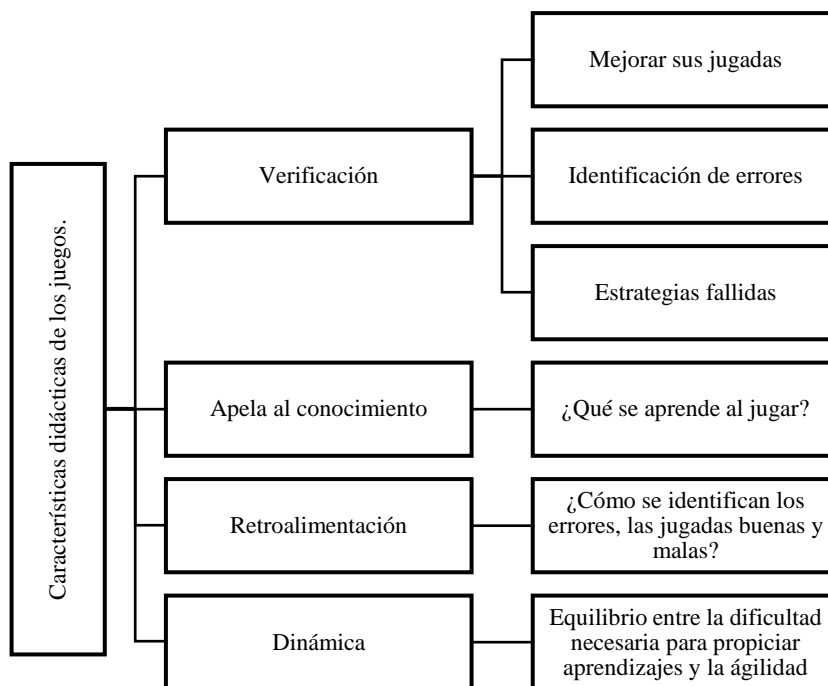 Características didácticas de los juegos.
Verificación
Mejorar sus jugadas
Identificación de errores
Estrategias fallidas
Apela al conocimiento
¿Qué se aprende al jugar?
Retroalimentación
¿Cómo se identifican los
errores, las jugadas buenas y
malas?
Dinámica
Equilibrio entre la dificultad
necesaria para propiciar
aprendizajes y la ágilidad